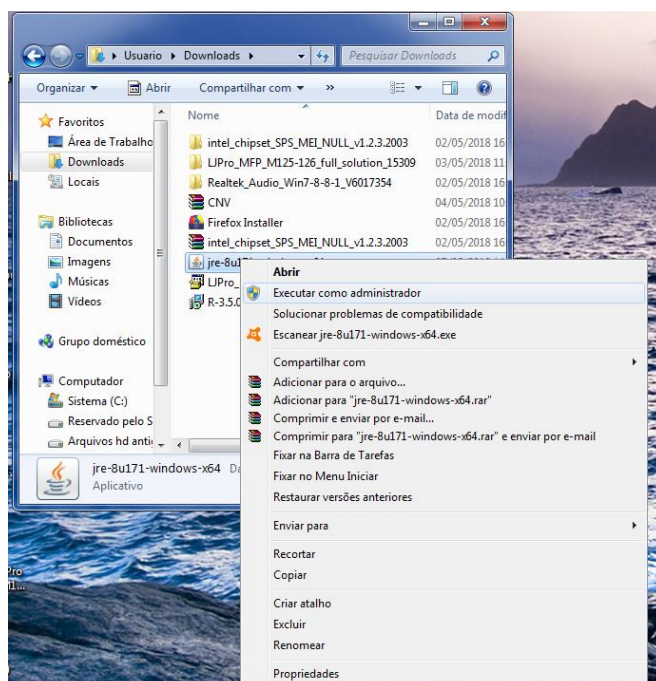 Usuario Downloads
Pesquisar Downloads
Organizar Abrir Compartilhar com »
Nome Data de modif
Favoritos
Área de Trabalho
Downloads
Locais
Bibliotecas
Documentos
Imagens
Músicas
Vídeos
Grupo doméstico
Computador
Sistema (C:)
Reservado pelo S
Arquivos hd anti
intel_chipset_SPS_MEI_NULL_v1.2.3.2003 02/05/2018 16
LJPro_MFP_M125-126_full_solution_15309 03/05/2018 11
Realtek_Audio_Win7-8-8-1_V6017354 02/05/2018 16
CNV 04/05/2018 10
Firefox Installer 02/05/2018 16
intel_chipset_SPS_MEI_NULL_v1.2.3.2003 02/05/2018 16
jre-8u171
LJPro_
R-3.5.0
Abrir
Executar como administrador
Solucionar problemas de compatibilidade
Escanear jre-8u171-windows-x64.exe
Compartilhar com
Adicionar para o arquivo...
Adicionar para "jre-8u171-windows-x64.rar"
Comprimir e enviar por e-mail...
Comprimir para "jre-8u171-windows-x64.rar" e enviar por e-mail
Fixar na Barra de Tarefas
Fixar no Menu Iniciar
Restaurar versões anteriores
Enviar para
Recortar
Copiar
Criar atalho
Excluir
Renomear
Propriedades
jre-8u171-windows-x64 Da
Aplicativo